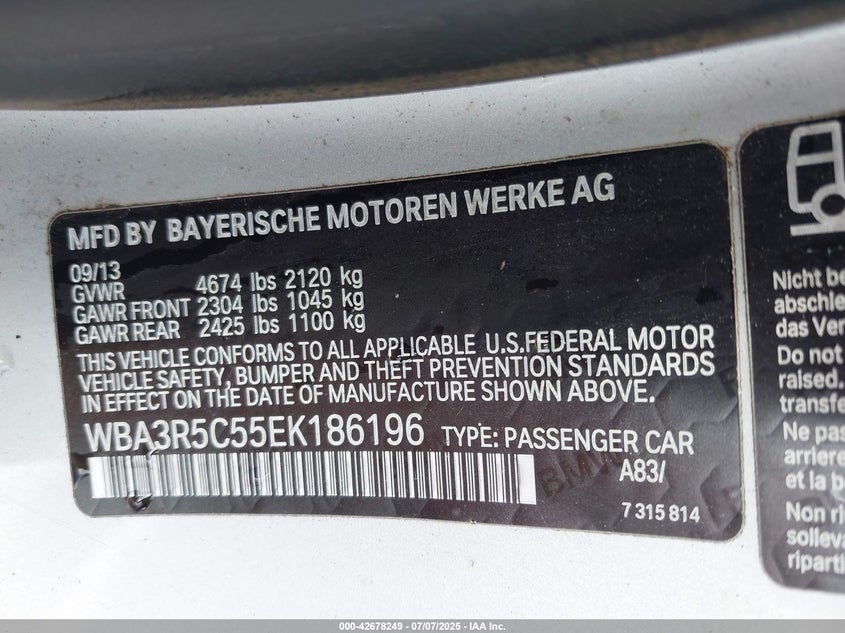 MFD BY BAYERISCHE MOTOREN WERKE AG
09/13
GVWR 4674 lbs 2120 kg
GAWR FRONT 2304 lbs 1045 kg
GAWR REAR 2425 lbs 1100 kg
THIS VEHICLE CONFORMS TO ALL APPLICABLE U.S.FEDERAL MOTOR
VEHICLE SAFETY, BUMPER AND THEFT PREVENTION STANDARDS
IN EFFECT ON THE DATE OF MANUFACTURE SHOWN ABOVE.
WBA3R5C55EK186196 TYPE: PASSENGER CAR
A83/
7 315 814
Nicht be
abschle
das Ver
Do not
raised.
transfe
Ne pas
arriere
et la b
Non ri
solleva
riparti
000-42678249 - 07/07/2025 - IAA Inc.